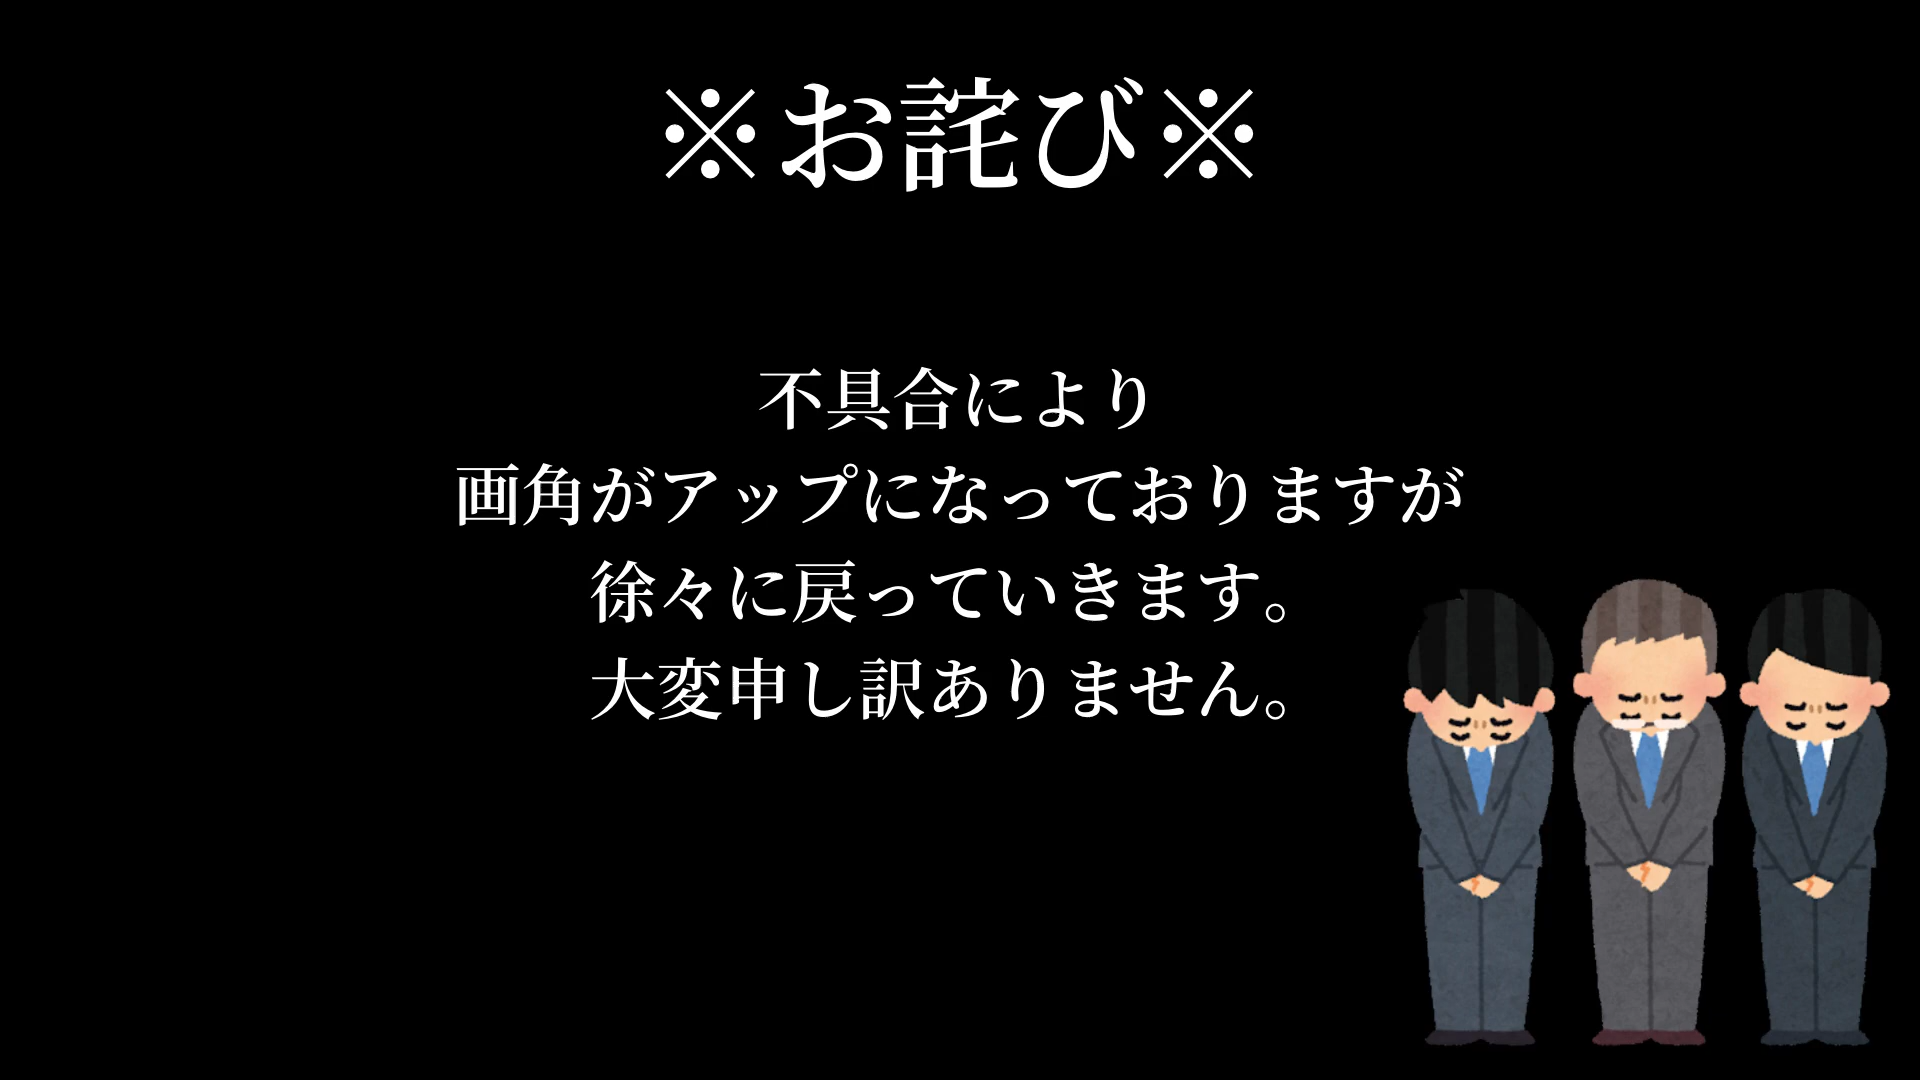 ※お詫び※
不具合により
画角がアップになっておりますが
徐々に戻っていきます。
大変申し訳ありません。